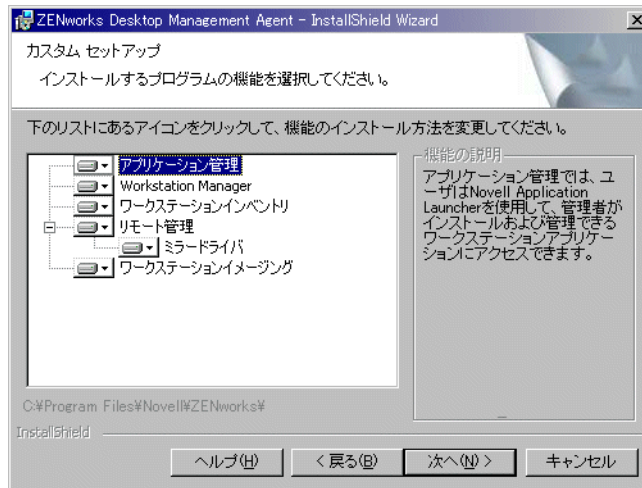 ZENworks Desktop Management Agent - InstallShield Wizard
カスタム セットアップ
インストールするプログラムの機能を選択してください。
下のリストにあるアイコンをクリックして、機能のインストール方法を変更してください。
アプリケーション管理
Workstation Manager
ワークステーションインベントリ
リモート管理
ミラードライバ
ワークステーションイメージング
機能の説明
アプリケーション管理では、ユ
ーザはNovell Application
Launcherを使用して、管理者が
インストールおよび管理できる
ワークステーションアプリケー
ションにアクセスできます。
C:¥Program Files¥Novell¥ZENworks¥
InstallShield
ヘルプ(H)
< 戻る(B)
次へ(N) >
キャンセル